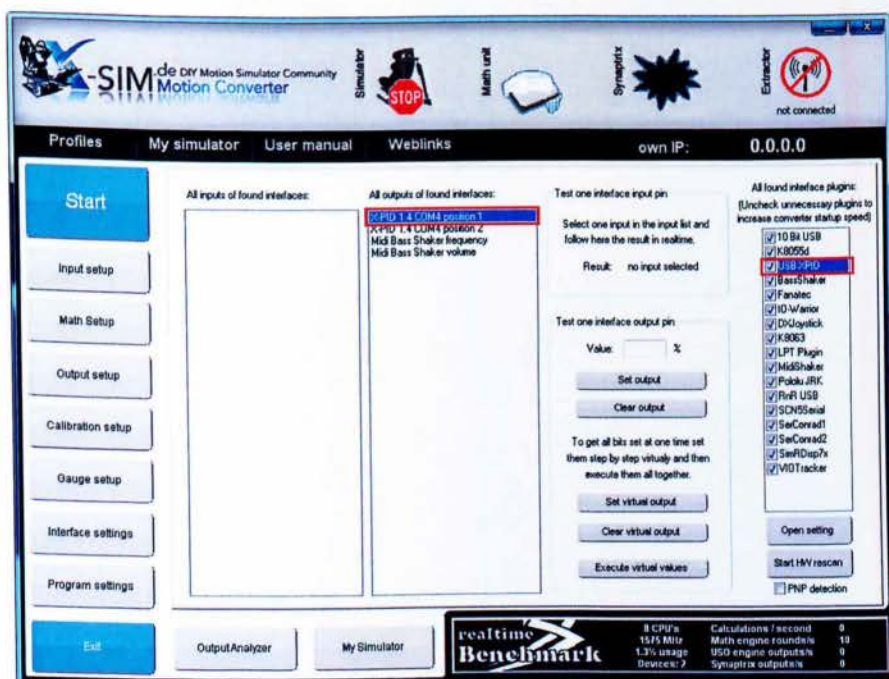 X-SIM.de DIY Motion Simulator Community
Motion Converter
Simulator
STOP
Math unit
Synaptrix
Extractor
not connected
Profiles
My simulator
User manual
Weblinks
own IP:
0.0.0.0
Start
Input setup
Math Setup
Output setup
Calibration setup
Gauge setup
Interface settings
Program settings
Exit
All inputs of found interfaces:
All outputs of found interfaces:
X-PID 1.4 COM4 position 1
X-PID 1.4 COM4 position 2
Midi Bass Shaker frequency
Midi Bass Shaker volume
Test one interface input pin
Select one input in the input list and
follow here the result in realtime.
Result: no input selected
Test one interface output pin
Value: %
Set output
Clear output
To get all bits set at one time set
them step by step virtualy and then
execute them all together.
Set virtual output
Clear virtual output
Execute virtual values
All found interface plugins:
(Uncheck unnecessary plugins to
increase converter startup speed)
10 Bit USB
K8055d
USB XPID
BassShaker
Fanatec
IO-Warrior
DXJoystick
K8063
LPT Plugin
MidiShaker
Pololu JRK
RnR USB
SCN5Serial
SerConrad1
SerConrad2
SimRDisp7x
VIOTracker
Open setting
Start HW rescan
PNP detection
OutputAnalyzer
My Simulator
realtime
Benchmark
8 CPU's
1575 MHz
1.3% usage
Devices: 7
Calculations / second 0
Math engine rounds/s 10
USO engine outputs/s 0
Synaptrix outputs/s 0